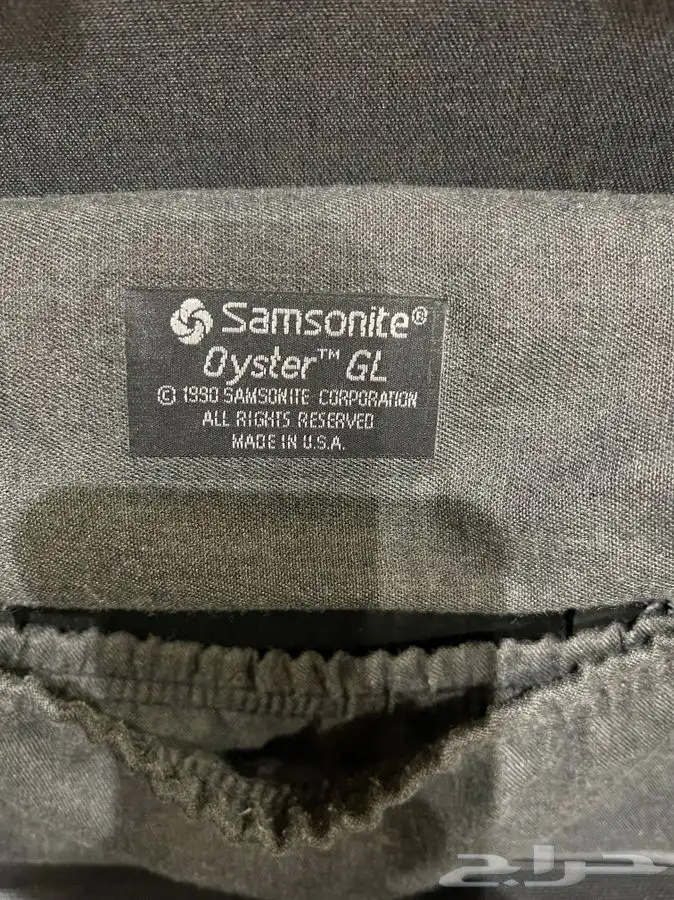 Samsonite®
Oyster™ GL
© 1990 SAMSONITE CORPORATION
ALL RIGHTS RESERVED
MADE IN U.S.A.
حراج